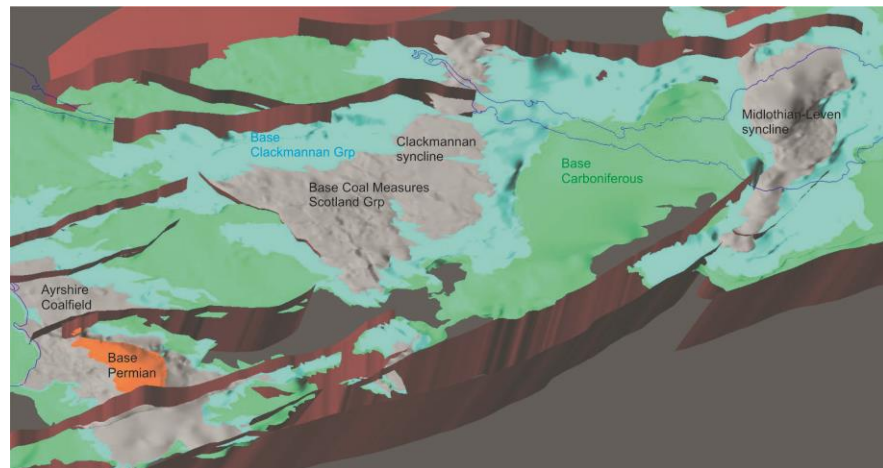 Base
Clackmannan Grp
Clackmannan
syncline
Midlothian-Leven
syncline
Base Coal Measures
Scotland Grp
Base
Carboniferous
Ayrshire
Coalfield
Base
Permian